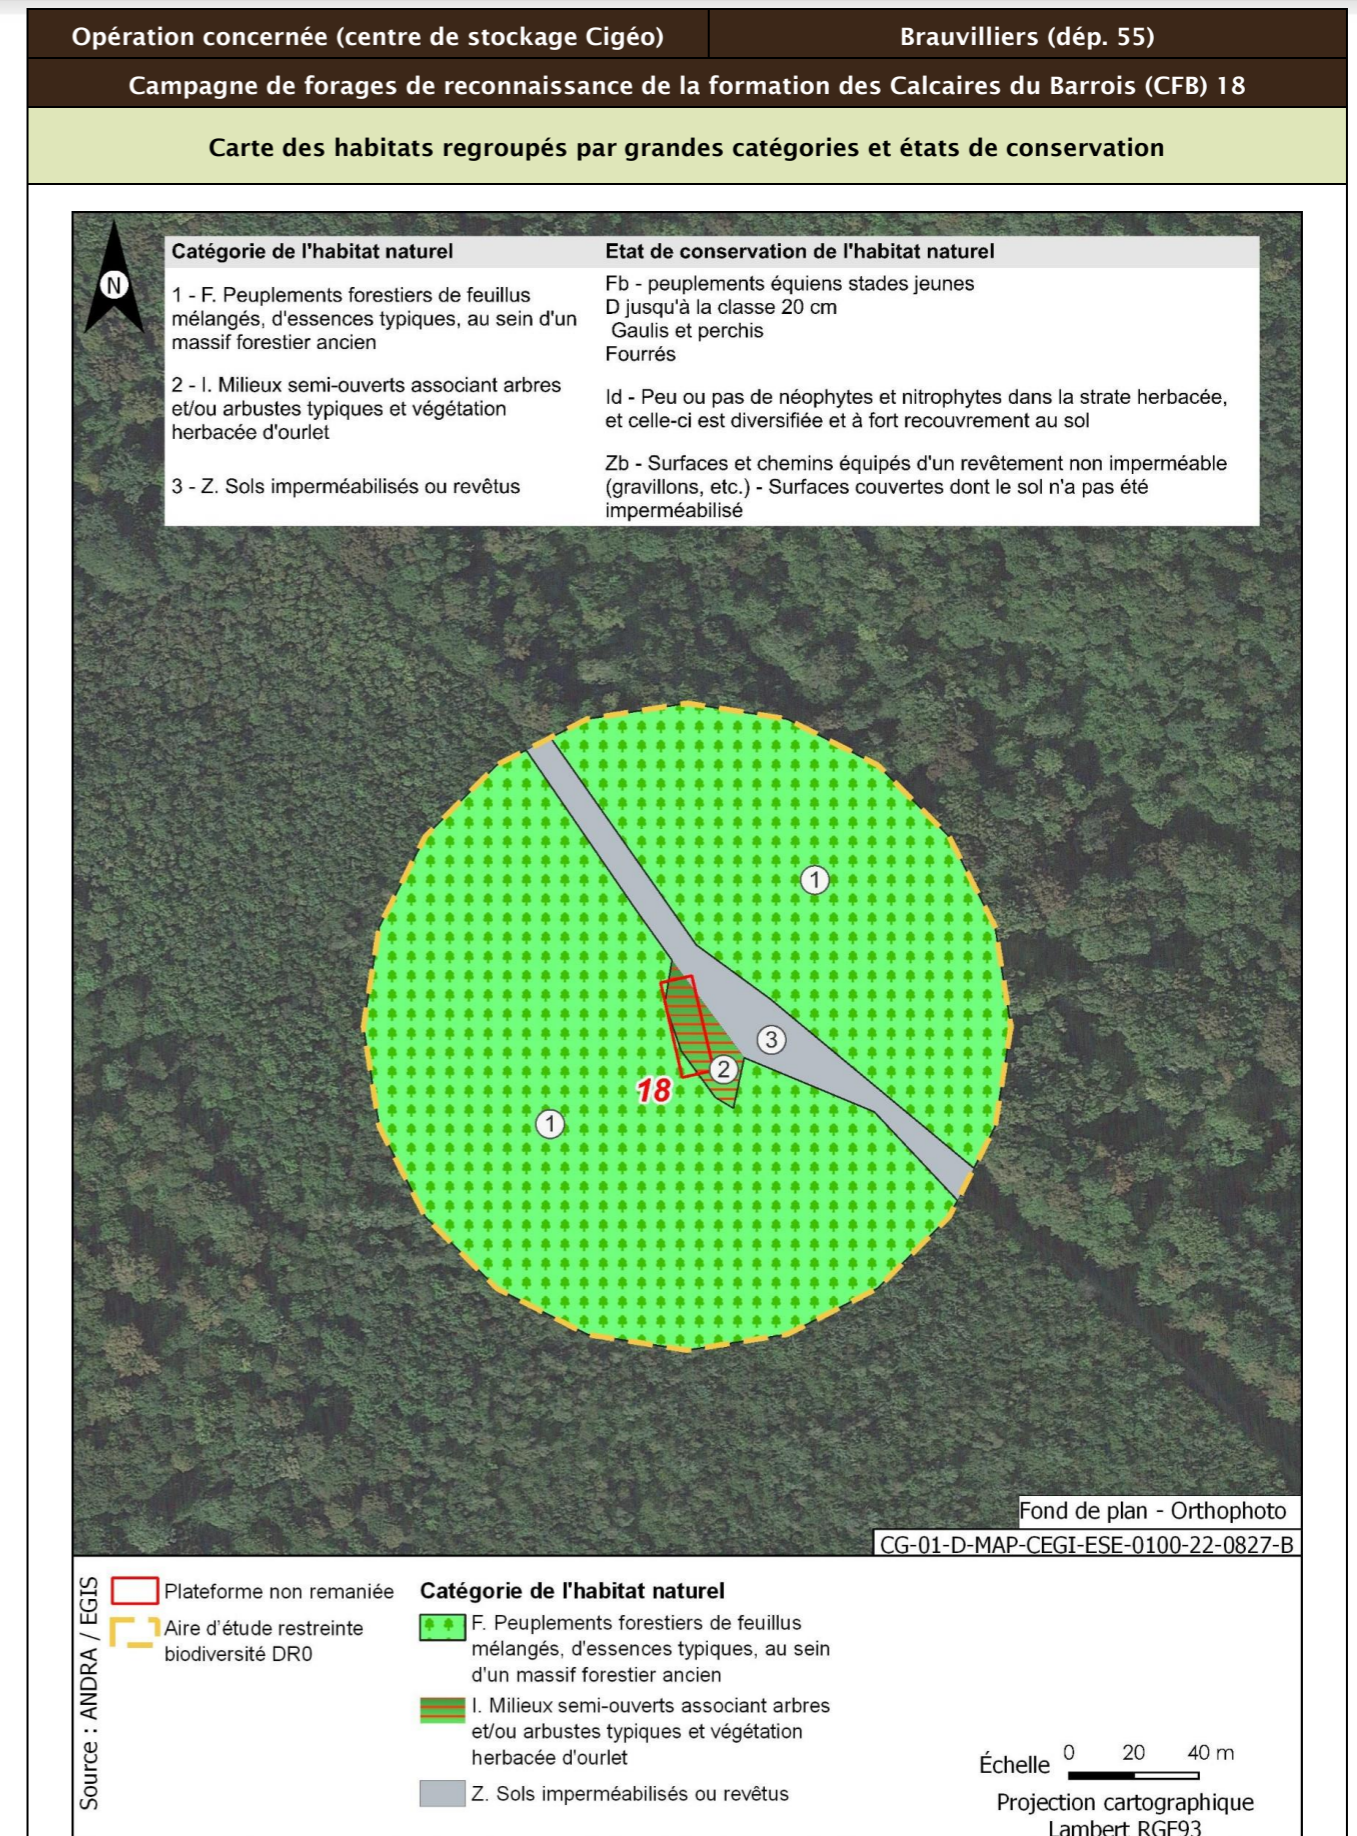 Opération concernée (centre de stockage Cigéo)
Brauvilliers (dép. 55)
Campagne de forages de reconnaissance de la formation des Calcaires du Barrois (CFB) 18
Carte des habitats regroupés par grandes catégories et états de conservation
N
Catégorie de l'habitat naturel
Etat de conservation de l'habitat naturel
1 - F. Peuplements forestiers de feuillus
mélangés, d'essences typiques, au sein d'un
massif forestier ancien
Fb - peuplements équiens stades jeunes
D jusqu'à la classe 20 cm
Gaulis et perchis
Fourrés
2 - I. Milieux semi-ouverts associant arbres
et/ou arbustes typiques et végétation
herbacée d'ourlet
Id - Peu ou pas de néophytes et nitrophytes dans la strate herbacée,
et celle-ci est diversifiée et à fort recouvrement au sol
3 - Z. Sols imperméabilisés ou revêtus
Zb - Surfaces et chemins équipés d'un revêtement non imperméable
(gravillons, etc.) - Surfaces couvertes dont le sol n'a pas été
imperméabilisé
1
3
2
18
1
Fond de plan - Orthophoto
CG-01-D-MAP-CEGI-ESE-0100-22-0827-B
Source : ANDRA / EGIS
Plateforme non remaniée
Aire d'étude restreinte
biodiversité DR0
Catégorie de l'habitat naturel
F. Peuplements forestiers de feuillus
mélangés, d'essences typiques, au sein
d'un massif forestier ancien
I. Milieux semi-ouverts associant arbres
et/ou arbustes typiques et végétation
herbacée d'ourlet
Z. Sols imperméabilisés ou revêtus
Échelle 0 20 40 m
Projection cartographique
Lambert RGF93